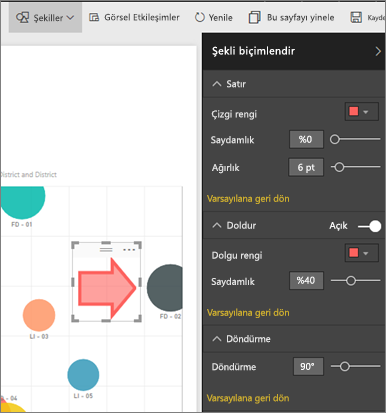 Şekiller
Görsel Etkileşimler
Yenile
Bu sayfayı yinele
Kayde
Şekli biçimlendir
Satır
Çizgi rengi
Saydamlık %0
Ağırlık 6 pt
Varsayılana geri dön
Doldur Açık
Dolgu rengi
Saydamlık %40
Varsayılana geri dön
Döndürme
Döndürme 90°
Varsayılana geri dön
District and District
FD - 01
FD - 02
LI - 03
LI - 05
- 04